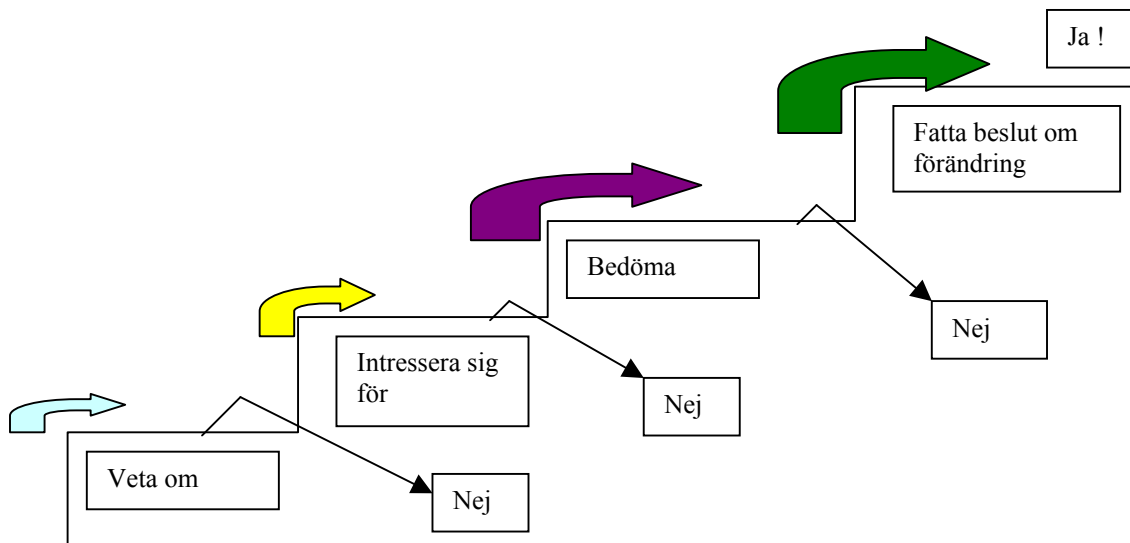 Ja !
Fatta beslut om
förändring
Bedöma
Nej
Intressera sig
för
Nej
Veta om
Nej